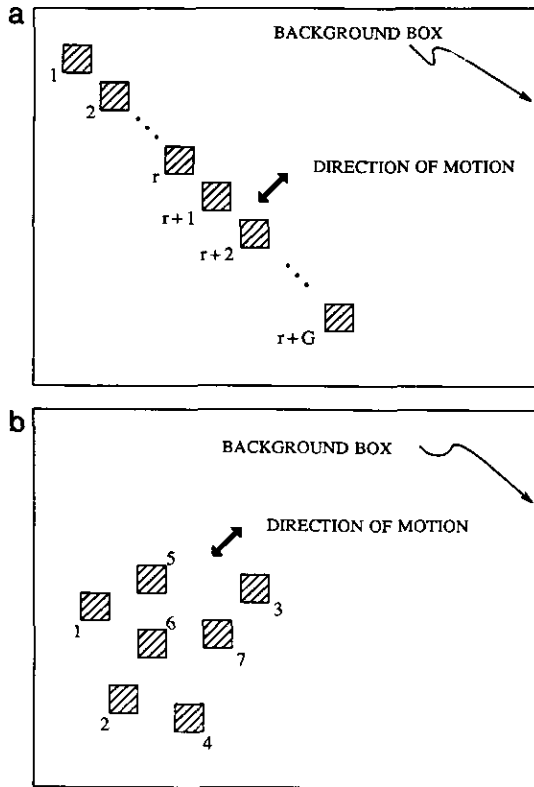 a
BACKGROUND BOX
1
2
r
DIRECTION OF MOTION
r+1
r+2
r+G
b
BACKGROUND BOX
DIRECTION OF MOTION
5
3
1
6
7
2
4